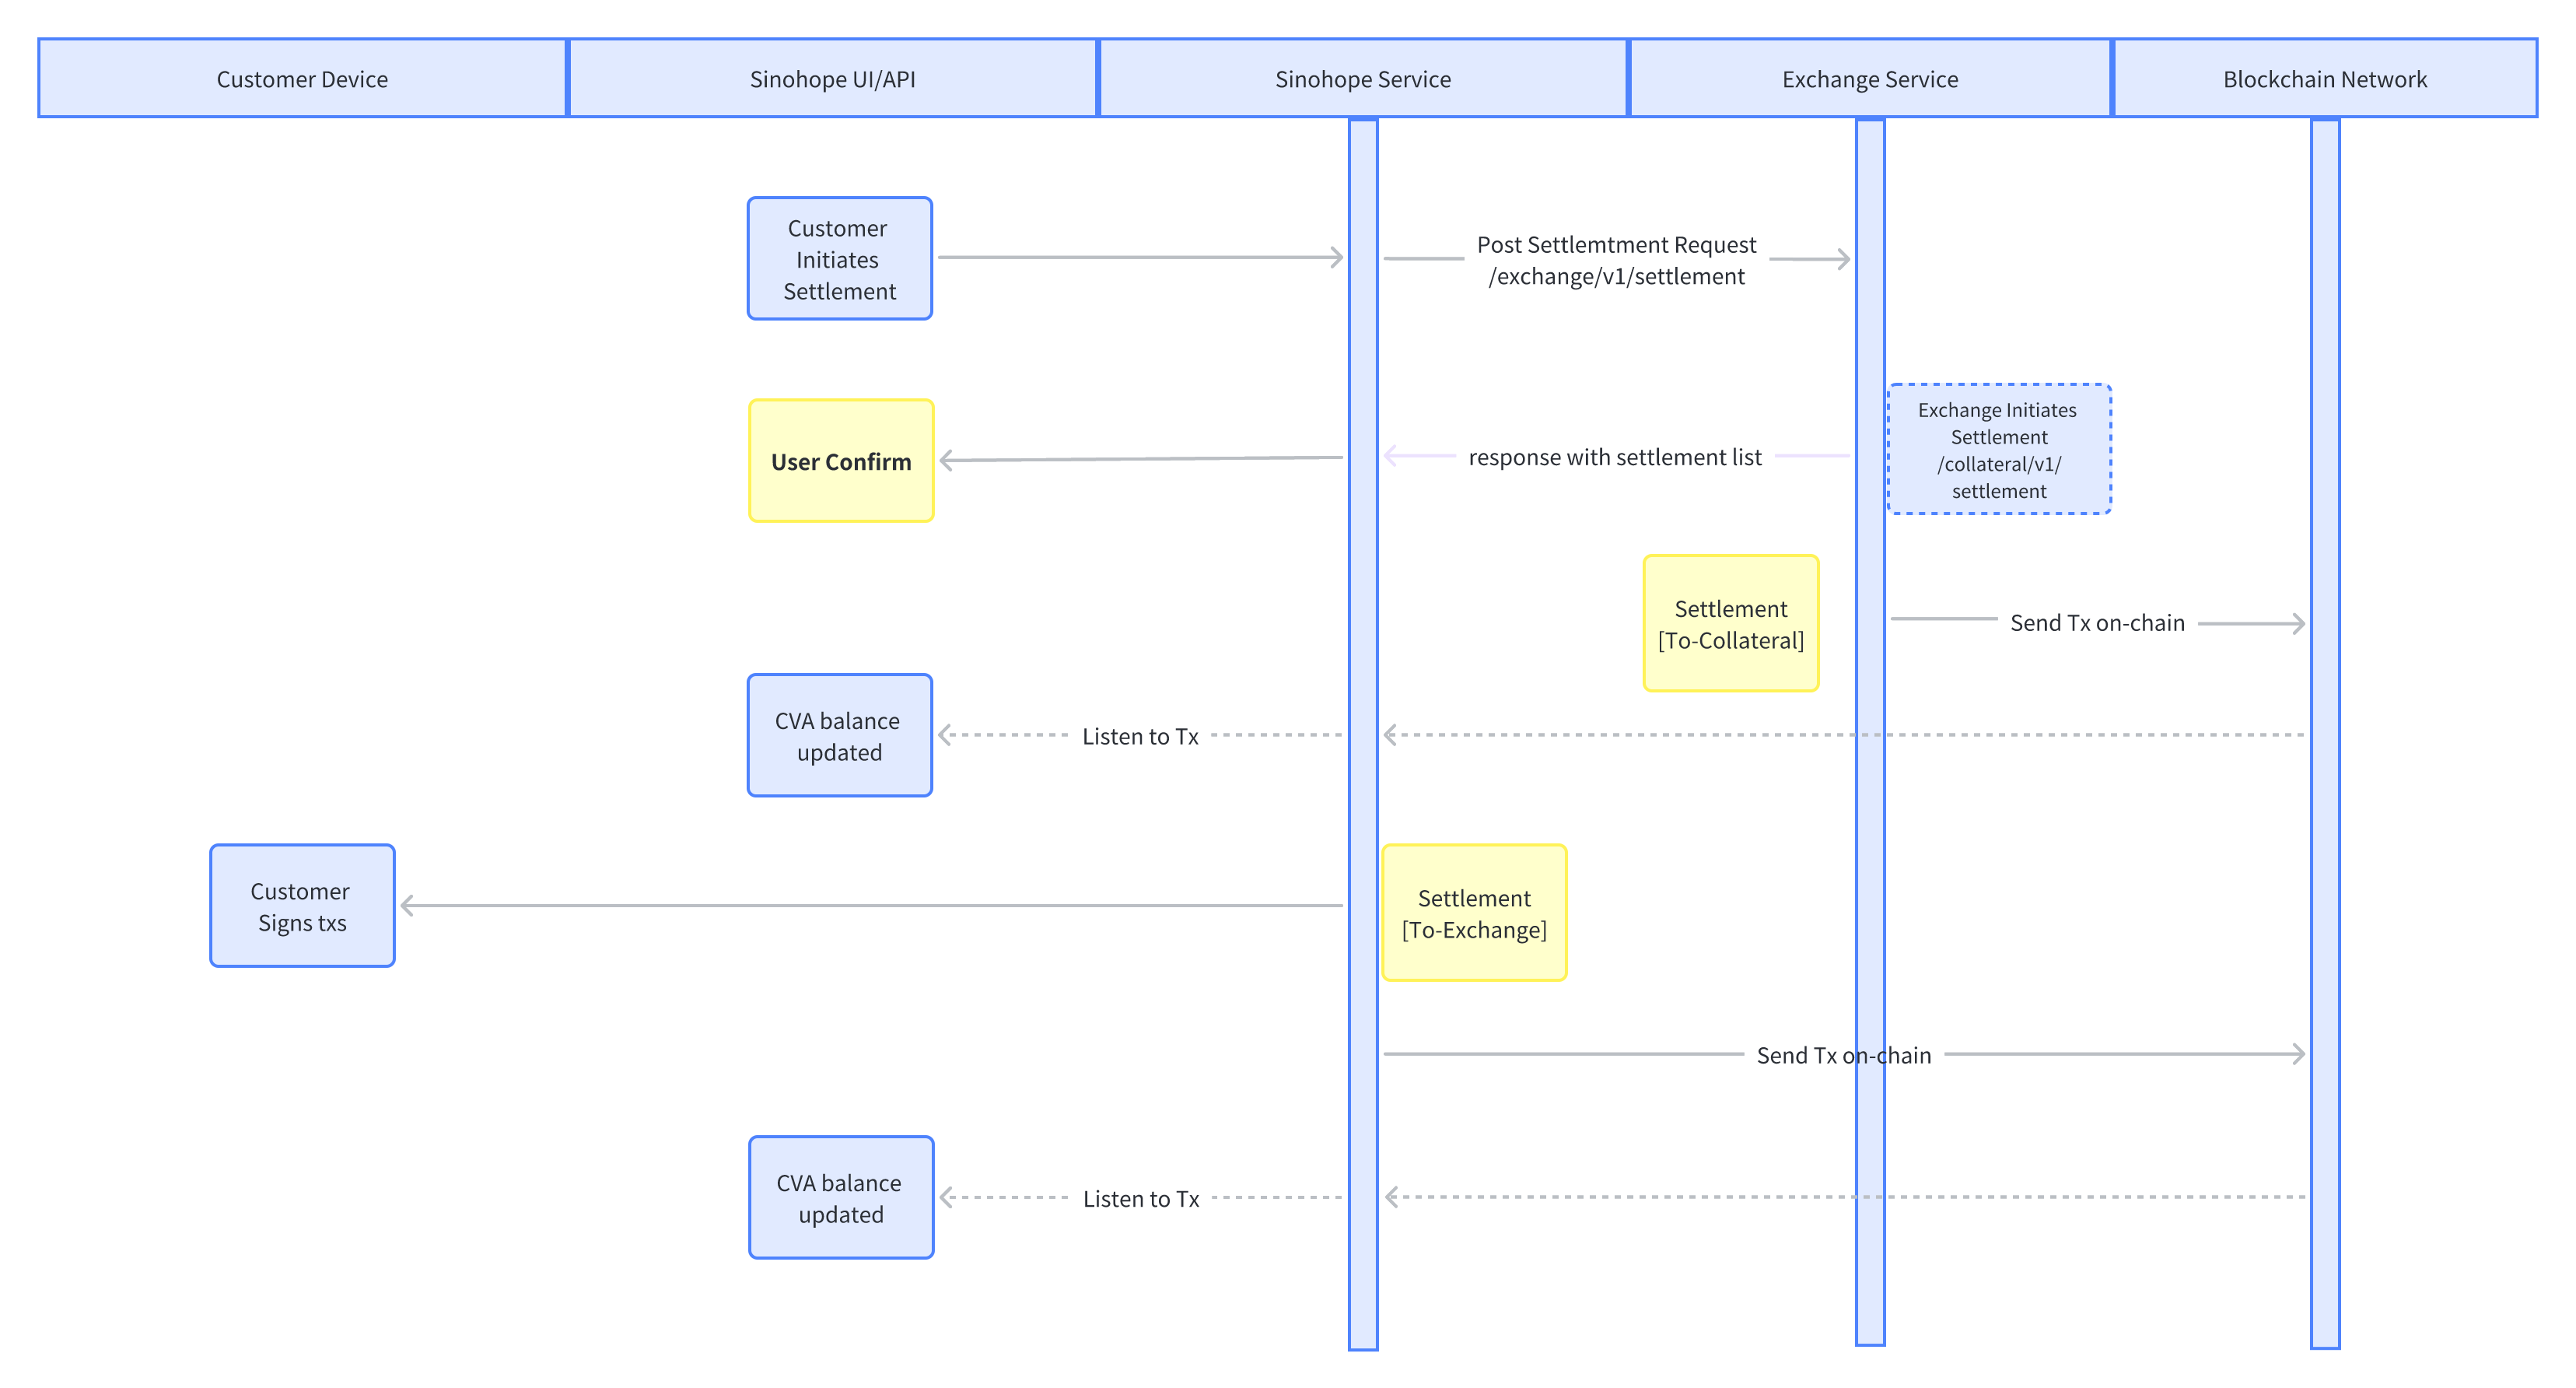 Customer Device
Sinohope UI/API
Sinohope Service
Exchange Service
Blockchain Network
Customer
Initiates
Settlement
Post Settlemtment Request
/exchange/v1/settlement
User Confirm
response with settlement list
Exchange Initiates
Settlement
/collateral/v1/
settlement
Settlement
[To-Collateral]
Send Tx on-chain
CVA balance
updated
Listen to Tx
Customer
Signs txs
Settlement
[To-Exchange]
Send Tx on-chain
CVA balance
updated
Listen to Tx